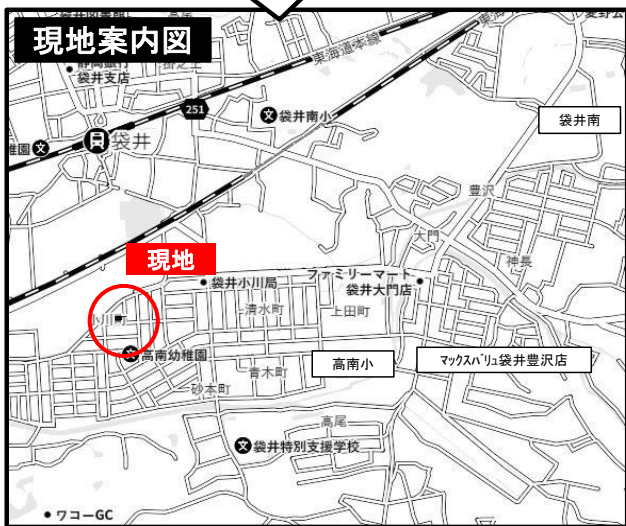 現地案内図
高尾
掛之上
東海道本線
静岡銀行
袋井支店
251
袋井南小
袋井南
袋井
豊沢
大門
神長
現地
袋井小川局
ファミリーマート
袋井大門店
小川町
清水町
上田町
高南幼稚園
高南小
マックスバリュ袋井豊沢店
青木町
砂本町
高尾
袋井特別支援学校
ワコーGC